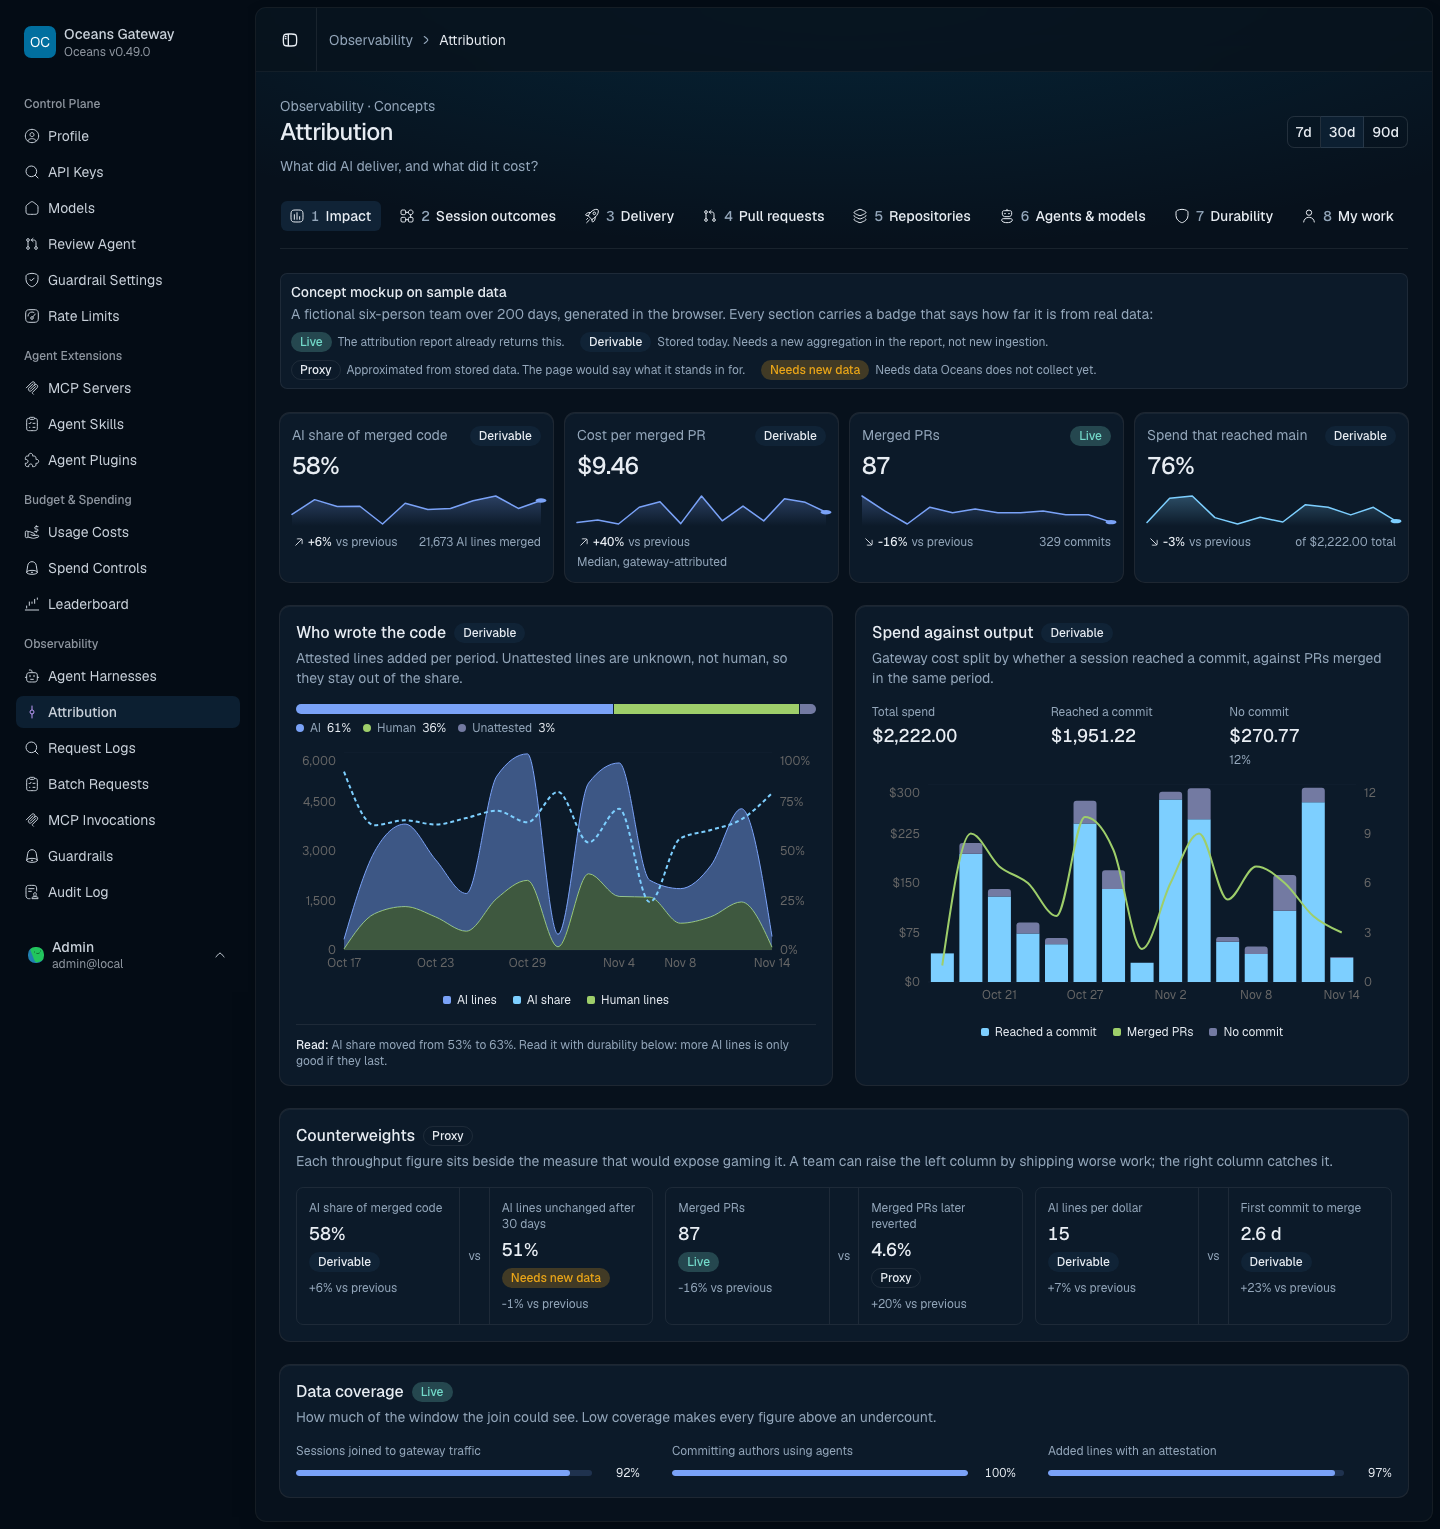 OC
Oceans Gateway
Oceans v0.49.0
Control Plane
Profile
API Keys
Models
Review Agent
Guardrail Settings
Rate Limits
Agent Extensions
MCP Servers
Agent Skills
Agent Plugins
Budget & Spending
Usage Costs
Spend Controls
Leaderboard
Observability
Agent Harnesses
Attribution
Request Logs
Batch Requests
MCP Invocations
Guardrails
Audit Log
Admin
admin@local
Observability > Attribution
Observability · Concepts
Attribution
What did AI deliver, and what did it cost?
7d 30d 90d
1 Impact 2 Session outcomes 3 Delivery 4 Pull requests 5 Repositories 6 Agents & models 7 Durability 8 My work
Concept mockup on sample data
A fictional six-person team over 200 days, generated in the browser. Every section carries a badge that says how far it is from real data:
Live The attribution report already returns this. Derivable Stored today. Needs a new aggregation in the report, not new ingestion.
Proxy Approximated from stored data. The page would say what it stands in for. Needs new data Needs data Oceans does not collect yet.
AI share of merged code Derivable
58%
+6% vs previous 21,673 AI lines merged
Cost per merged PR Derivable
$9.46
+40% vs previous
Median, gateway-attributed
Merged PRs Live
87
-16% vs previous 329 commits
Spend that reached main Derivable
76%
-3% vs previous of $2,222.00 total
Who wrote the code Derivable
Attested lines added per period. Unattested lines are unknown, not human, so
they stay out of the share.
AI 61% Human 36% Unattested 3%
6,000 100%
4,500 75%
3,000 50%
1,500 25%
0 0%
Oct 17 Oct 23 Oct 29 Nov 4 Nov 8 Nov 14
AI lines AI share Human lines
Read: AI share moved from 53% to 63%. Read it with durability below: more AI lines is only
good if they last.
Spend against output Derivable
Gateway cost split by whether a session reached a commit, against PRs merged
in the same period.
Total spend Reached a commit No commit
$2,222.00 $1,951.22 $270.77
12%
$300 12
$225 9
$150 6
$75 3
$0 0
Oct 21 Oct 27 Nov 2 Nov 8 Nov 14
Reached a commit Merged PRs No commit
Counterweights Proxy
Each throughput figure sits beside the measure that would expose gaming it. A team can raise the left column by shipping worse work; the right column catches it.
AI share of merged code
58%
Derivable
+6% vs previous
vs
AI lines unchanged after
30 days
51%
Needs new data
-1% vs previous
Merged PRs
87
Live
-16% vs previous
vs
Merged PRs later
reverted
4.6%
Proxy
+20% vs previous
AI lines per dollar
15
Derivable
+7% vs previous
vs
First commit to merge
2.6 d
Derivable
+23% vs previous
Data coverage Live
How much of the window the join could see. Low coverage makes every figure above an undercount.
Sessions joined to gateway traffic
92%
Committing authors using agents
100%
Added lines with an attestation
97%